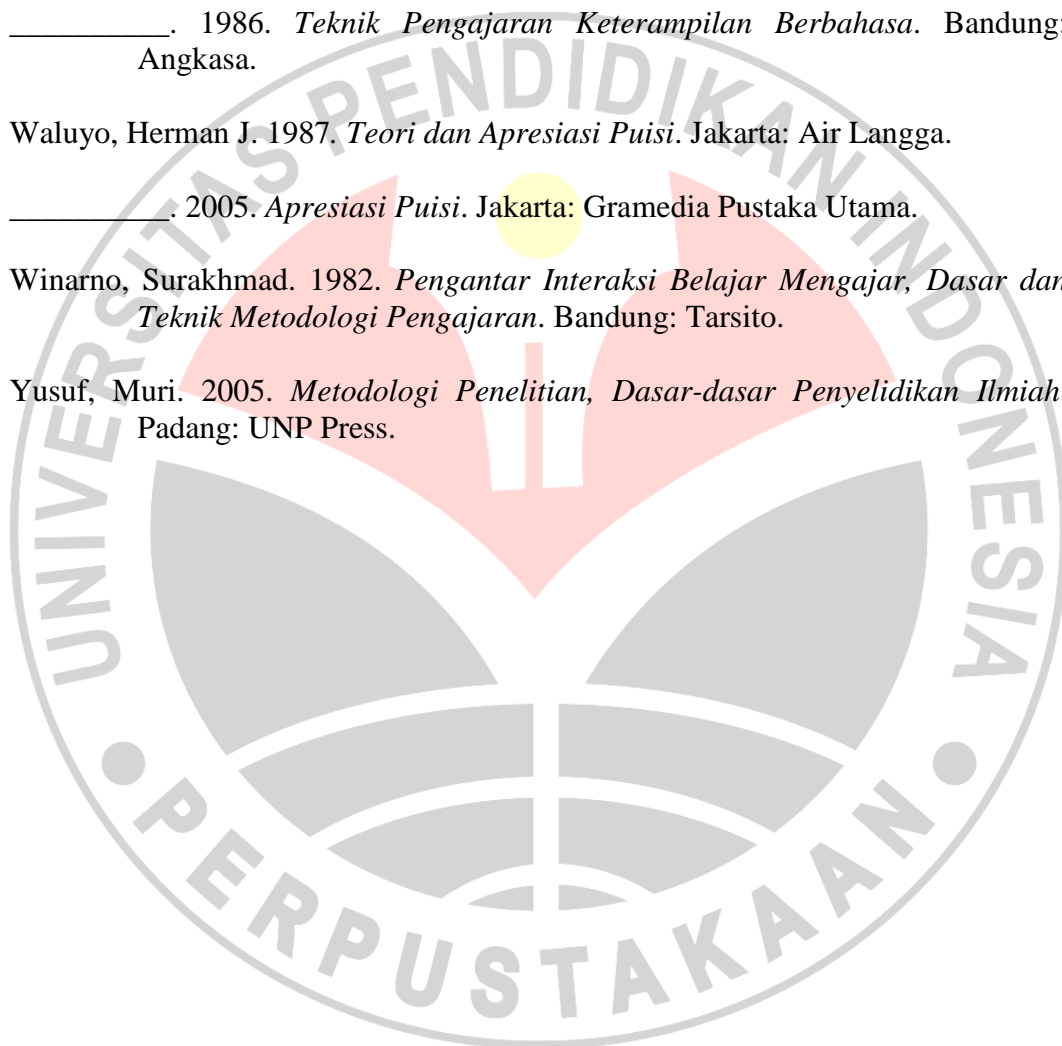 __________. 1986. Teknik Pengajaran Keterampilan Berbahasa. Bandung:
Angkasa.
Waluyo, Herman J. 1987. Teori dan Apresiasi Puisi. Jakarta: Air Langga.
__________. 2005. Apresiasi Puisi. Jakarta: Gramedia Pustaka Utama.
Winarno, Surakhmad. 1982. Pengantar Interaksi Belajar Mengajar, Dasar dan
Teknik Metodologi Pengajaran. Bandung: Tarsito.
Yusuf, Muri. 2005. Metodologi Penelitian, Dasar-dasar Penyelidikan Ilmiah
Padang: UNP Press.
UNIVERSITAS PENDIDIKAN INDONESIA
PERPUSTAKAAN